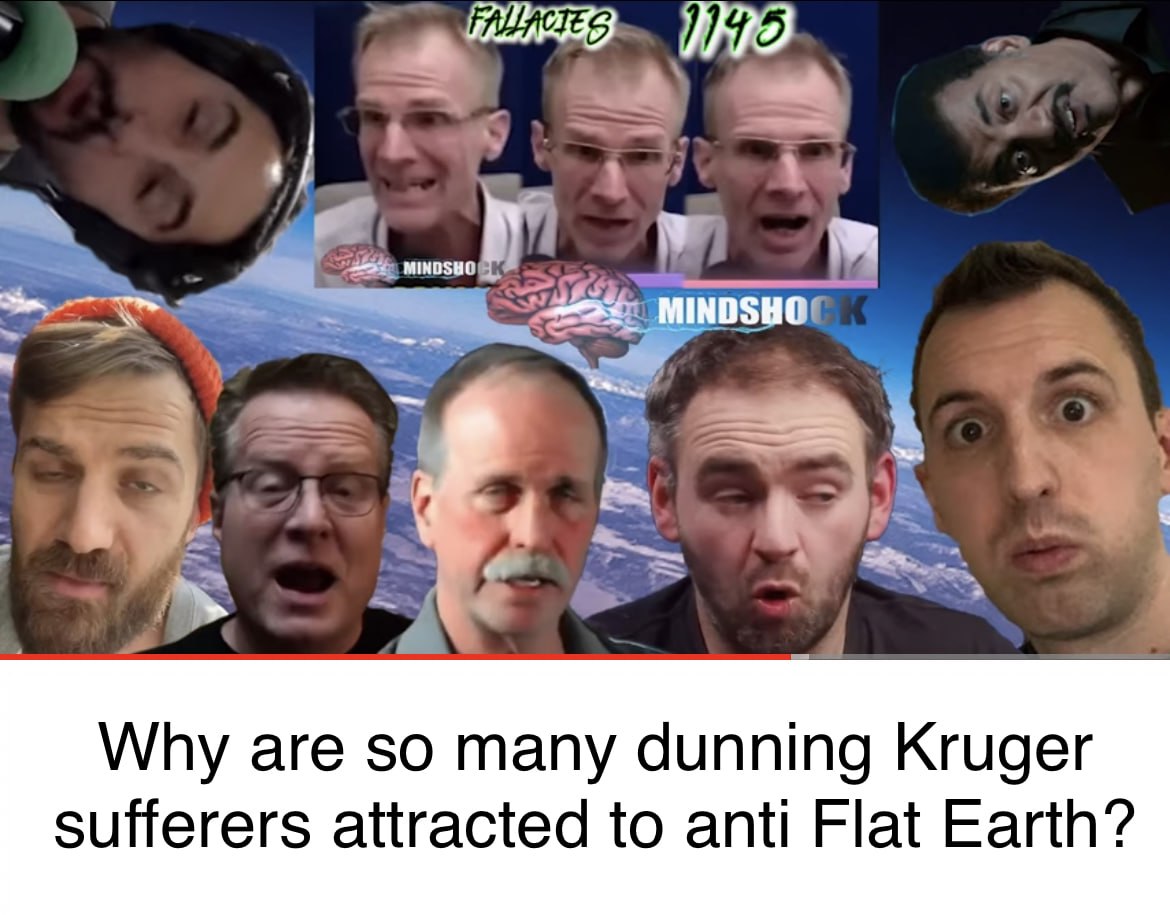 FALLACIES 1145
MINDSHOCK
MINDSHOCK
Why are so many dunning Kruger
sufferers attracted to anti Flat Earth?